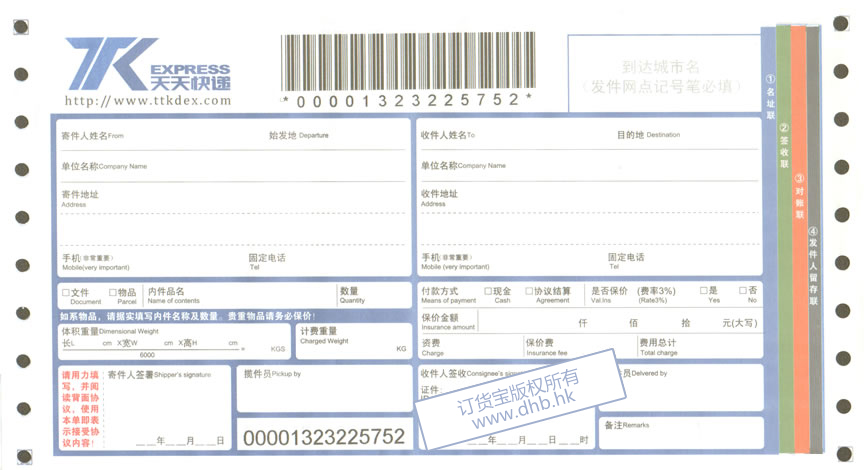 TTK EXPRESS
天天快递
http://www.ttkdex.com
*00001323225752*
到达城市名
（发件网点记号笔必填）
①名址联
②签收联
③对账联
④发件人留存联
寄件人姓名From 始发地 Departure
单位名称Company Name
寄件地址
Address
手机（非常重要） 固定电话
Mobile(very important) Tel
收件人姓名To 目的地 Destination
单位名称Company Name
收件地址
Address
手机（非常重要） 固定电话
Mobile(very important) Tel
□文件 □物品 内件品名 数量
Document Parcel Name of contents Quantity
如系物品，请据实填写内件名称及数量。贵重物品请务必保价！
体积重量Dimensional Weight
长L cm X宽W cm X高H cm = KGS
6000
计费重量
Charged Weight KG
付款方式 □现金 □协议结算 是否保价 (费率3%) □是 □否
Means of payment Cash Agreement Val Ins (Rate3%) Yes No
保价金额 仟 佰 拾 元(大写)
Insurance amount
资费 保价费 费用总计
Charge Insurance fee Total charge
请用力填
写，并阅
读背面协
议，使用
本单即表
示接受协
议内容！
寄件人签署Shipper's signature
年 月 日
揽件员Pickup by
00001323225752
收件人签收Consignee's
证件
年 月 日 时
员Delivered by
备注Remarks
订货宝版权所有
www.dhb.hk